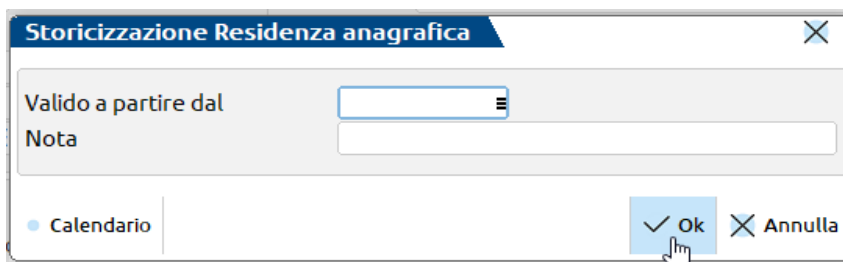 Storicizzazione Residenza anagrafica
Valido a partire dal
Nota
Calendario Ok Annulla